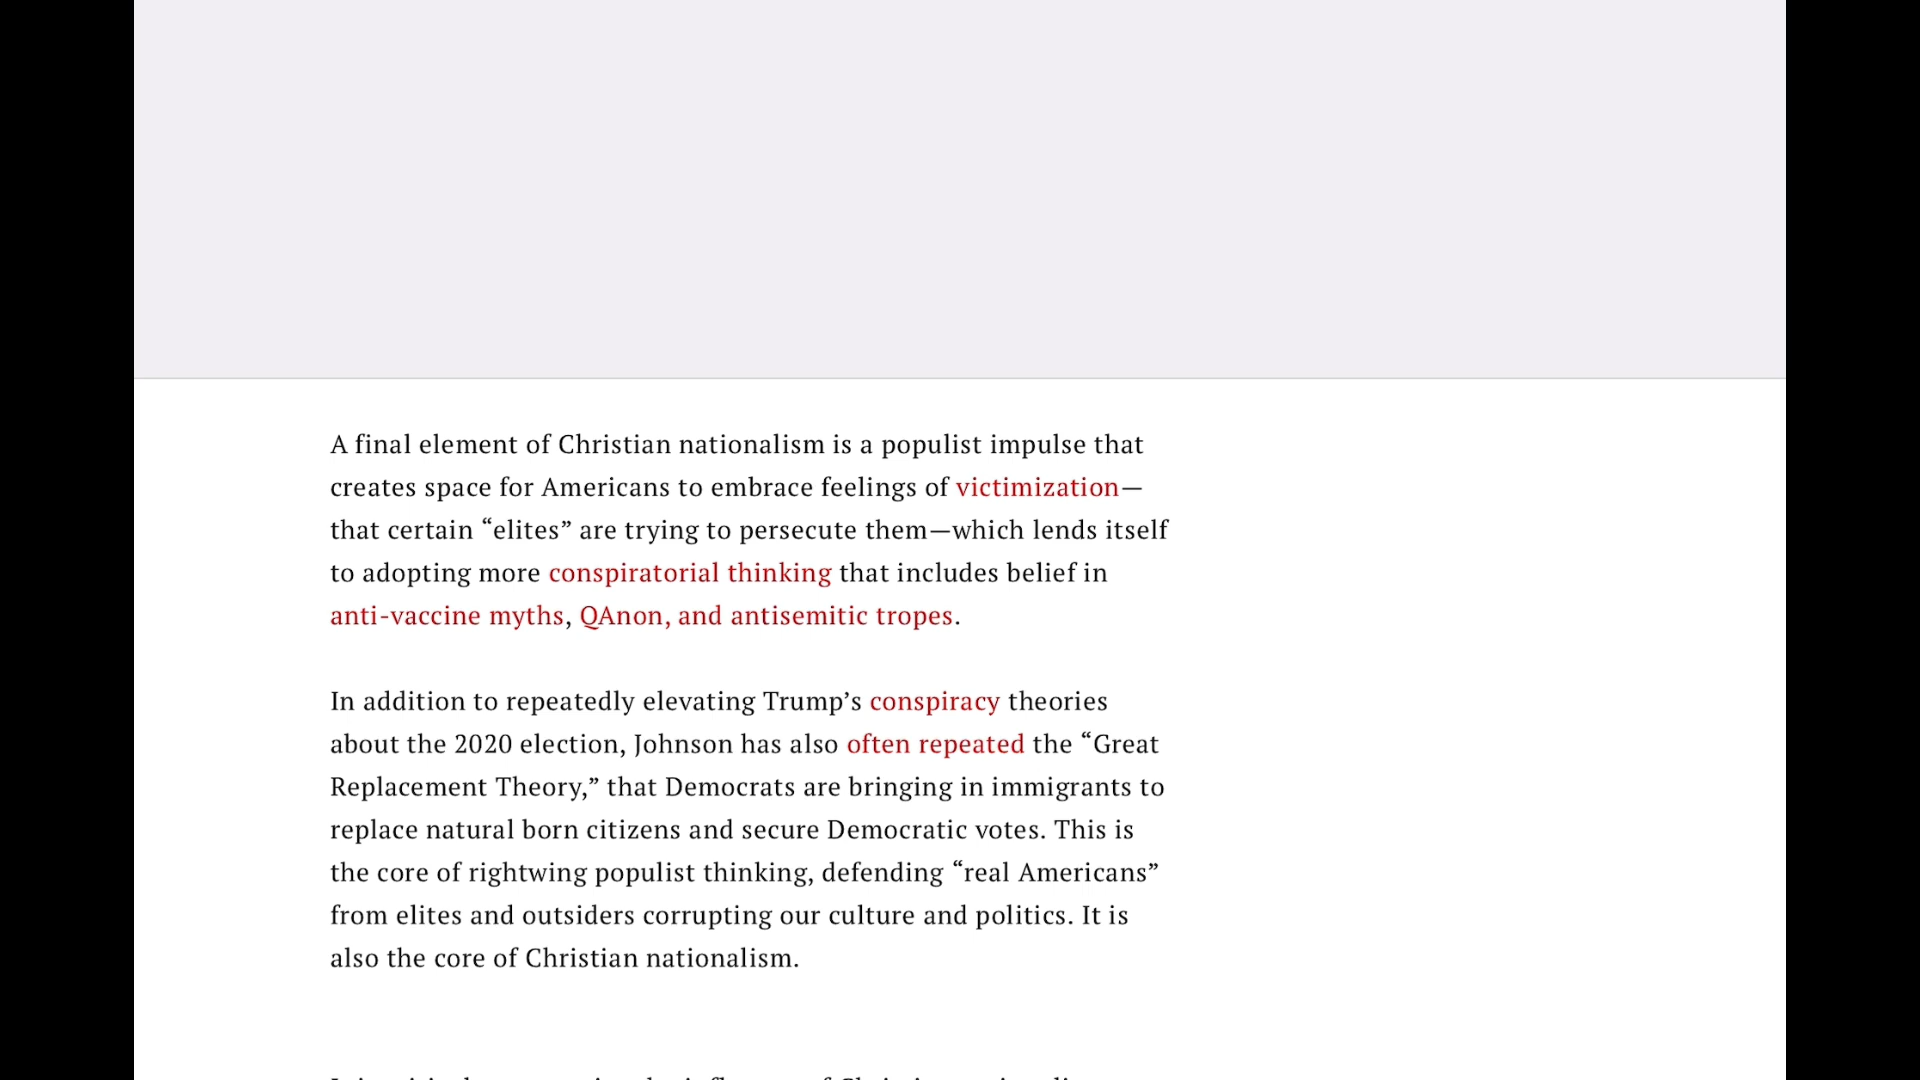 A final element of Christian nationalism is a populist impulse that
creates space for Americans to embrace feelings of victimization—
that certain “elites” are trying to persecute them—which lends itself
to adopting more conspiratorial thinking that includes belief in
anti-vaccine myths, QAnon, and antisemitic tropes.
In addition to repeatedly elevating Trump’s conspiracy theories
about the 2020 election, Johnson has also often repeated the “Great
Replacement Theory,” that Democrats are bringing in immigrants to
replace natural born citizens and secure Democratic votes. This is
the core of rightwing populist thinking, defending “real Americans”
from elites and outsiders corrupting our culture and politics. It is
also the core of Christian nationalism.